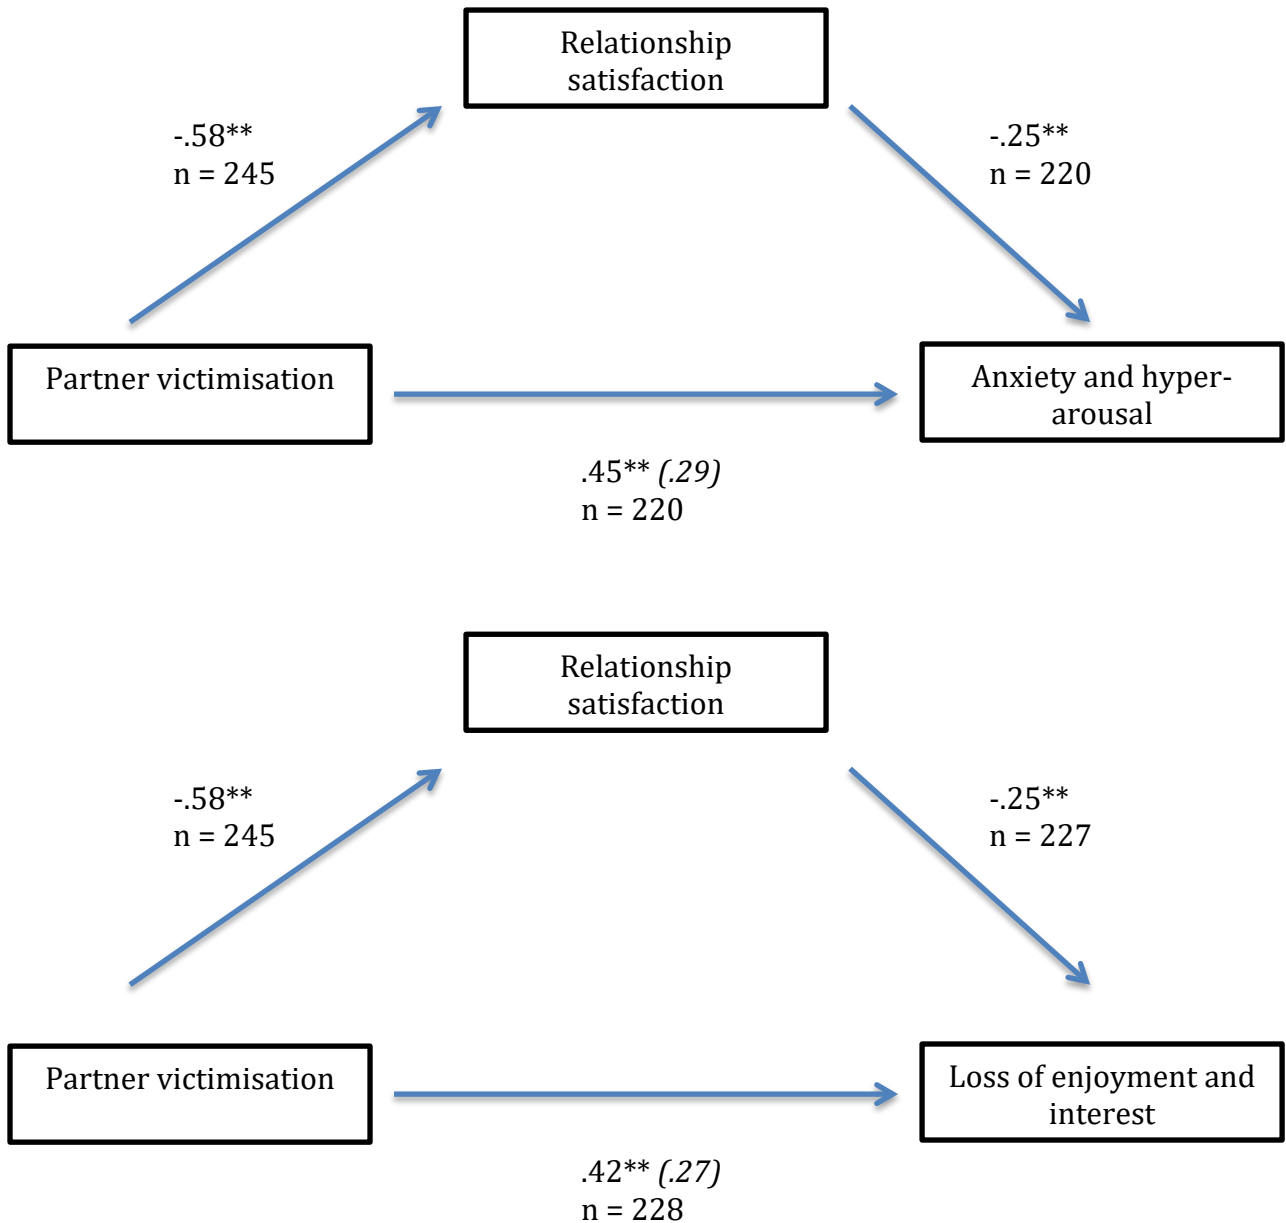 Relationship
satisfaction
-.58**
n = 245
-.25**
n = 220
Partner victimisation
Anxiety and hyper-
arousal
.45** (.29)
n = 220
Relationship
satisfaction
-.58**
n = 245
-.25**
n = 227
Partner victimisation
Loss of enjoyment and
interest
.42** (.27)
n = 228